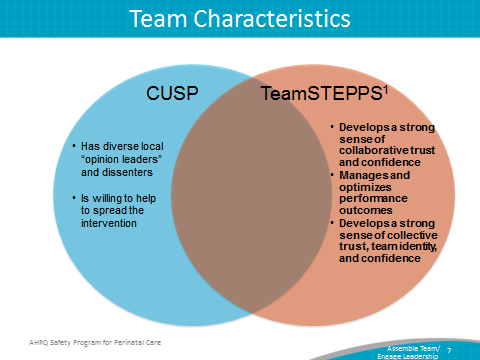 Team Characteristics
CUSP
• Has diverse local
“opinion leaders”
and dissenters
• Is willing to help
to spread the
intervention
TeamSTEPPS1
• Develops a strong
sense of
collaborative trust
and confidence
• Manages and
optimizes
performance
outcomes
• Develops a strong
sense of collective
trust, team identity,
and confidence
AHRQ Safety Program for Perinatal Care
Assemble Team/
Engage Leadership
7